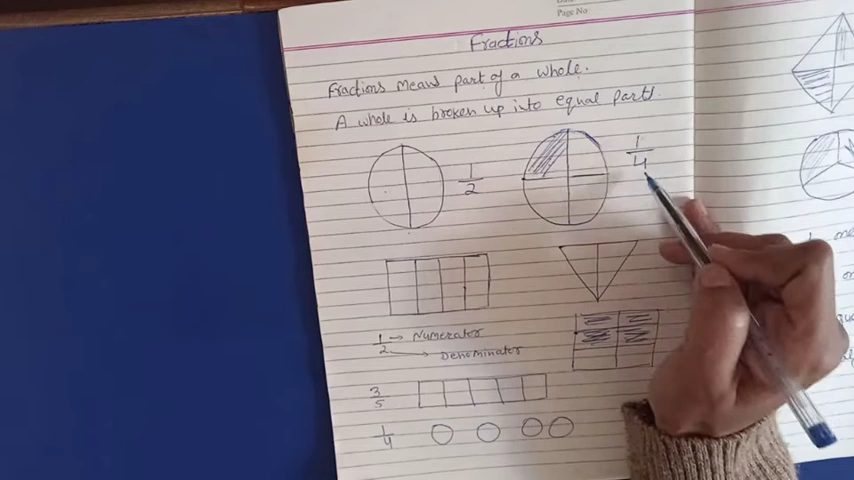 Page No
Fractions
Fractions Means part of a whole.
A whole is broken up into equal parts
1/2
1/4
1/2 → Numerator
→ Denominator
3/5
1/4